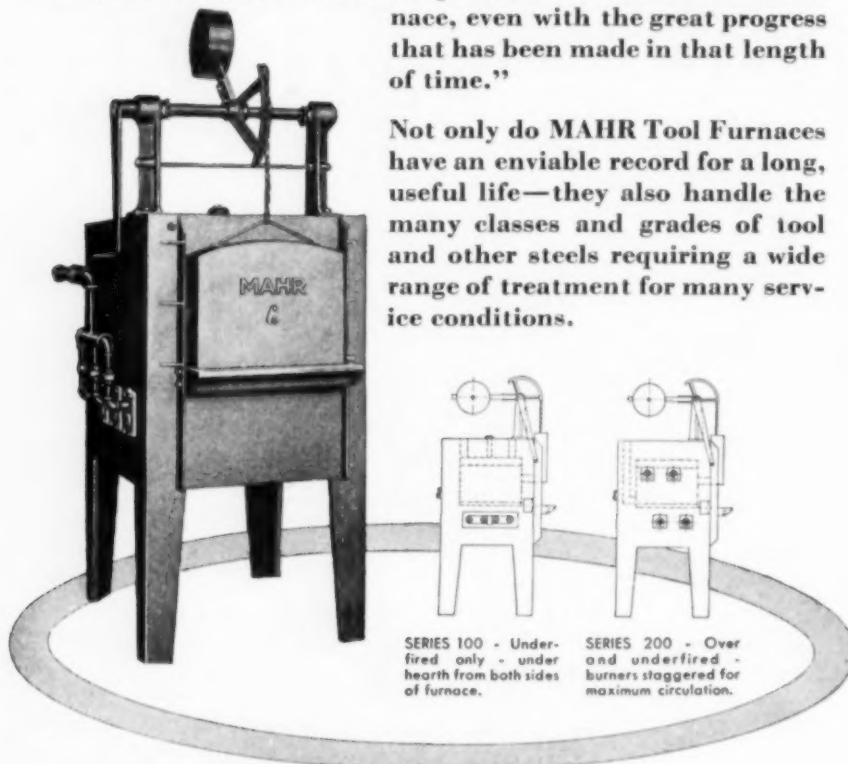 nace, even with the great progress
that has been made in that length
of time.”
Not only do MAHR Tool Furnaces
have an enviable record for a long,
useful life—they also handle the
many classes and grades of tool
and other steels requiring a wide
range of treatment for many serv-
ice conditions.
MAHR
SERIES 100 - Under-
fired only - under
hearth from both sides
of furnace.
SERIES 200 - Over
and underfired -
burners staggered for
maximum circulation.